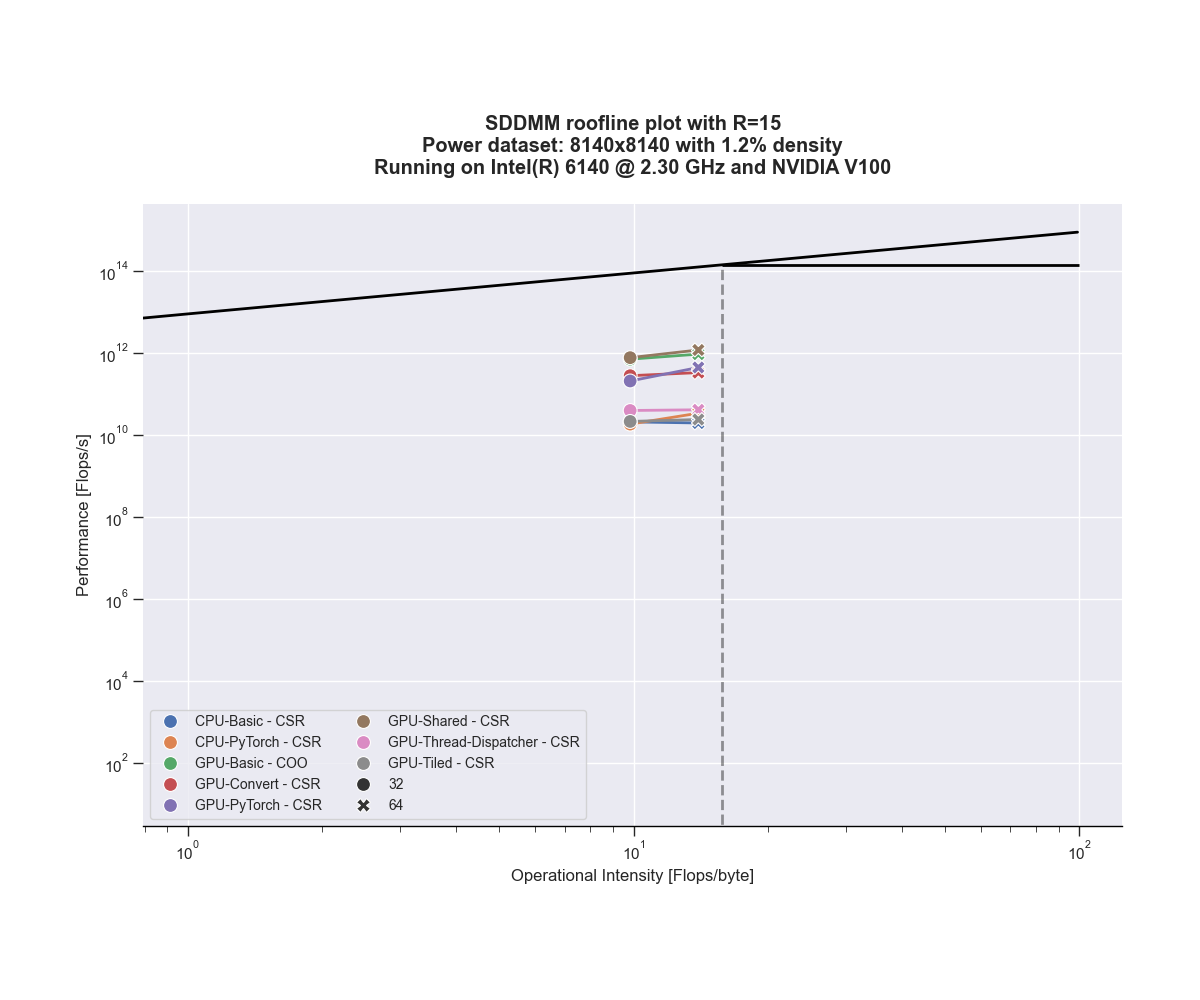 SDDMM roofline plot with R=15
Power dataset: 8140x8140 with 1.2% density
Running on Intel(R) 6140 @ 2.30 GHz and NVIDIA V100
Performance [Flops/s]
10^14
10^12
10^10
10^8
10^6
10^4
10^2
CPU-Basic - CSR
CPU-PyTorch - CSR
GPU-Basic - COO
GPU-Convert - CSR
GPU-PyTorch - CSR
GPU-Shared - CSR
GPU-Thread-Dispatcher - CSR
GPU-Tiled - CSR
32
64
10^0 10^1 10^2
Operational Intensity [Flops/byte]